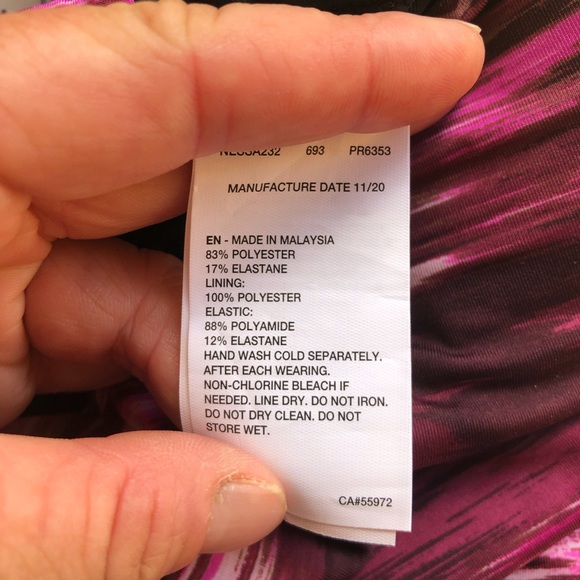 693 PR6353
MANUFACTURE DATE 11/20
EN - MADE IN MALAYSIA
83% POLYESTER
17% ELASTANE
LINING:
100% POLYESTER
ELASTIC:
88% POLYAMIDE
12% ELASTANE
HAND WASH COLD SEPARATELY.
AFTER EACH WEARING.
NON-CHLORINE BLEACH IF
NEEDED. LINE DRY. DO NOT IRON.
DO NOT DRY CLEAN. DO NOT
STORE WET.
CA#55972